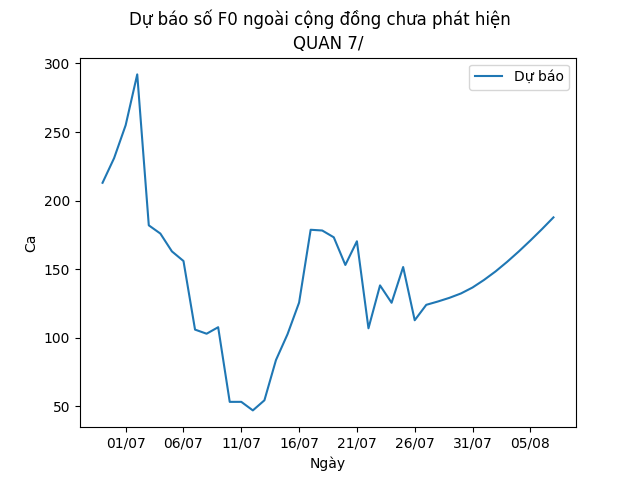 Dự báo số F0 ngoài cộng đồng chưa phát hiện
QUAN 7/
Dự báo
300
250
200
150
100
50
Ca
01/07 06/07 11/07 16/07 21/07 26/07 31/07 05/08
Ngày